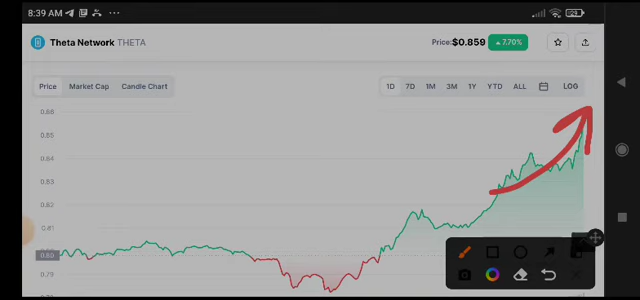 8:39 AM
29
Theta Network THETA
Price: $0.859 ▲ 7.70%
Price Market Cap Candle Chart
1D 7D 1M 3M 1Y YTD ALL LOG
0.86
0.85
0.84
0.83
0.82
0.81
0.80
0.79